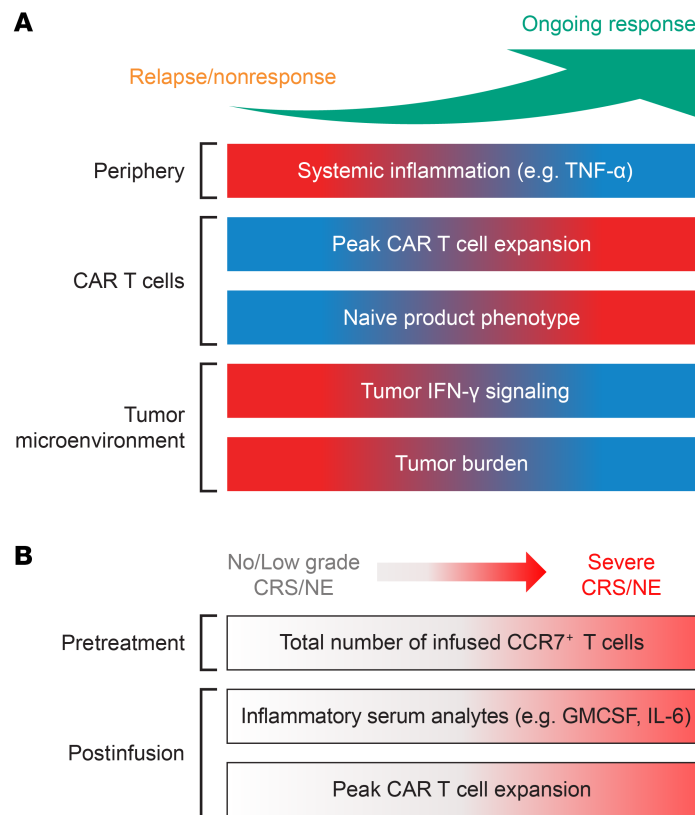 A
Ongoing response
Relapse/nonresponse
Periphery
Systemic inflammation (e.g. TNF-α)
CAR T cells
Peak CAR T cell expansion
Naive product phenotype
Tumor
microenvironment
Tumor IFN-γ signaling
Tumor burden
B
No/Low grade
CRS/NE
Severe
CRS/NE
Pretreatment
Total number of infused CCR7⁺ T cells
Postinfusion
Inflammatory serum analytes (e.g. GMCSF, IL-6)
Peak CAR T cell expansion